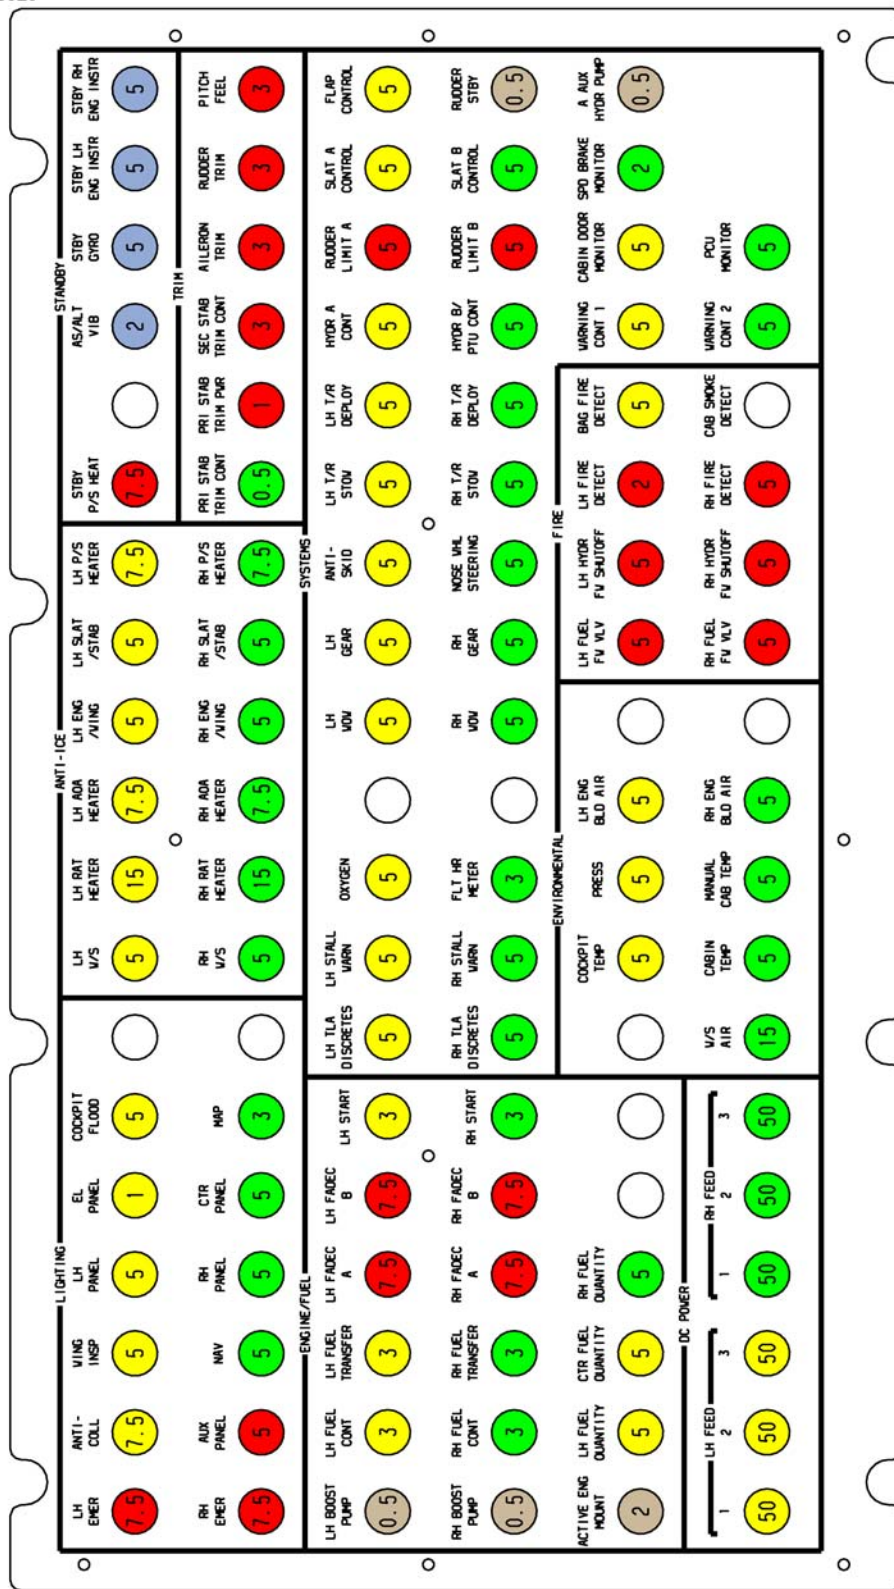 LIGHTING
LH
EMER
7.5
ANTI-
COLL
7.5
WING
INSP
5
LH
PANEL
5
EL
PANEL
1
COCKPIT
FLOOD
5
RH
EMER
7.5
AUX
PANEL
5
NAV
5
RH
PANEL
5
CTR
PANEL
5
MAP
3
ANTI-ICE
LH
W/S
5
LH RAT
HEATER
15
LH AOA
HEATER
7.5
LH ENG
/WING
5
LH SLAT
/STAB
5
LH P/S
HEATER
7.5
RH
W/S
5
RH RAT
HEATER
15
RH AOA
HEATER
7.5
RH ENG
/WING
5
RH SLAT
/STAB
5
RH P/S
HEATER
7.5
STANDBY
STBY
P/S HEAT
7.5
AS/ALT
VIB
2
STBY
GYRO
5
STBY LH
ENG INSTR
5
STBY RH
ENG INSTR
5
TRIM
PRI STAB
TRIM CONT
0.5
PRI STAB
TRIM PWR
1
SEC STAB
TRIM CONT
3
AILERON
TRIM
3
RUDDER
TRIM
3
PITCH
FEEL
3
ENGINE/FUEL
LH BOOST
PUMP
0.5
LH FUEL
CONT
3
LH FUEL
TRANSFER
3
LH FADEC
A
7.5
LH FADEC
B
7.5
LH START
3
RH BOOST
PUMP
0.5
RH FUEL
CONT
3
RH FUEL
TRANSFER
3
RH FADEC
A
7.5
RH FADEC
B
7.5
RH START
3
ACTIVE ENG
MOUNT
2
LH FUEL
QUANTITY
5
CTR FUEL
QUANTITY
5
RH FUEL
QUANTITY
5
SYSTEMS
LH TLA
DISCRETES
5
LH STALL
WARN
5
OXYGEN
5
LH
WOW
5
LH
GEAR
5
ANTI-
SKID
5
LH T/R
STOW
5
LH T/R
DEPLOY
5
HYDR A
CONT
5
RUDDER
LIMIT A
5
SLAT A
CONTROL
5
FLAP
CONTROL
5
RH TLA
DISCRETES
5
RH STALL
WARN
5
FLT HR
METER
3
RH
WOW
5
RH
GEAR
5
NOSE WHL
STEERING
5
RH T/R
STOW
5
RH T/R
DEPLOY
5
HYDR B/
PTU CONT
5
RUDDER
LIMIT B
5
SLAT B
CONTROL
5
RUDDER
STBY
0.5
WARNING
CONT 1
5
CABIN DOOR
MONITOR
5
SPD BRAKE
MONITOR
2
A AUX
HYDR PUMP
0.5
WARNING
CONT 2
5
PCU
MONITOR
5
ENVIRONMENTAL
COCKPIT
TEMP
5
PRESS
5
LH ENG
BLD AIR
5
W/S
AIR
15
CABIN
TEMP
5
MANUAL
CAB TEMP
5
RH ENG
BLD AIR
5
FIRE
LH FUEL
FW VLV
5
LH HYDR
FW SHUTOFF
5
LH FIRE
DETECT
2
BAG FIRE
DETECT
5
RH FUEL
FW VLV
5
RH HYDR
FW SHUTOFF
5
RH FIRE
DETECT
5
CAB SMOKE
DETECT
DC POWER
LH FEED
1 2 3
50 50 50
RH FEED
1 2 3
50 50 50